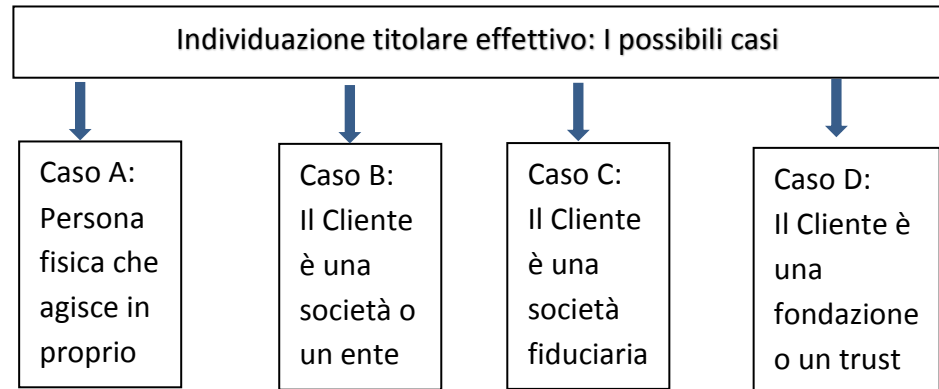 Individuazione titolare effettivo: I possibili casi
Caso A:
Persona
fisica che
agisce in
proprio
Caso B:
Il Cliente
è una
società o
un ente
Caso C:
Il Cliente
è una
società
fiduciaria
Caso D:
Il Cliente è
una
fondazione
o un trust